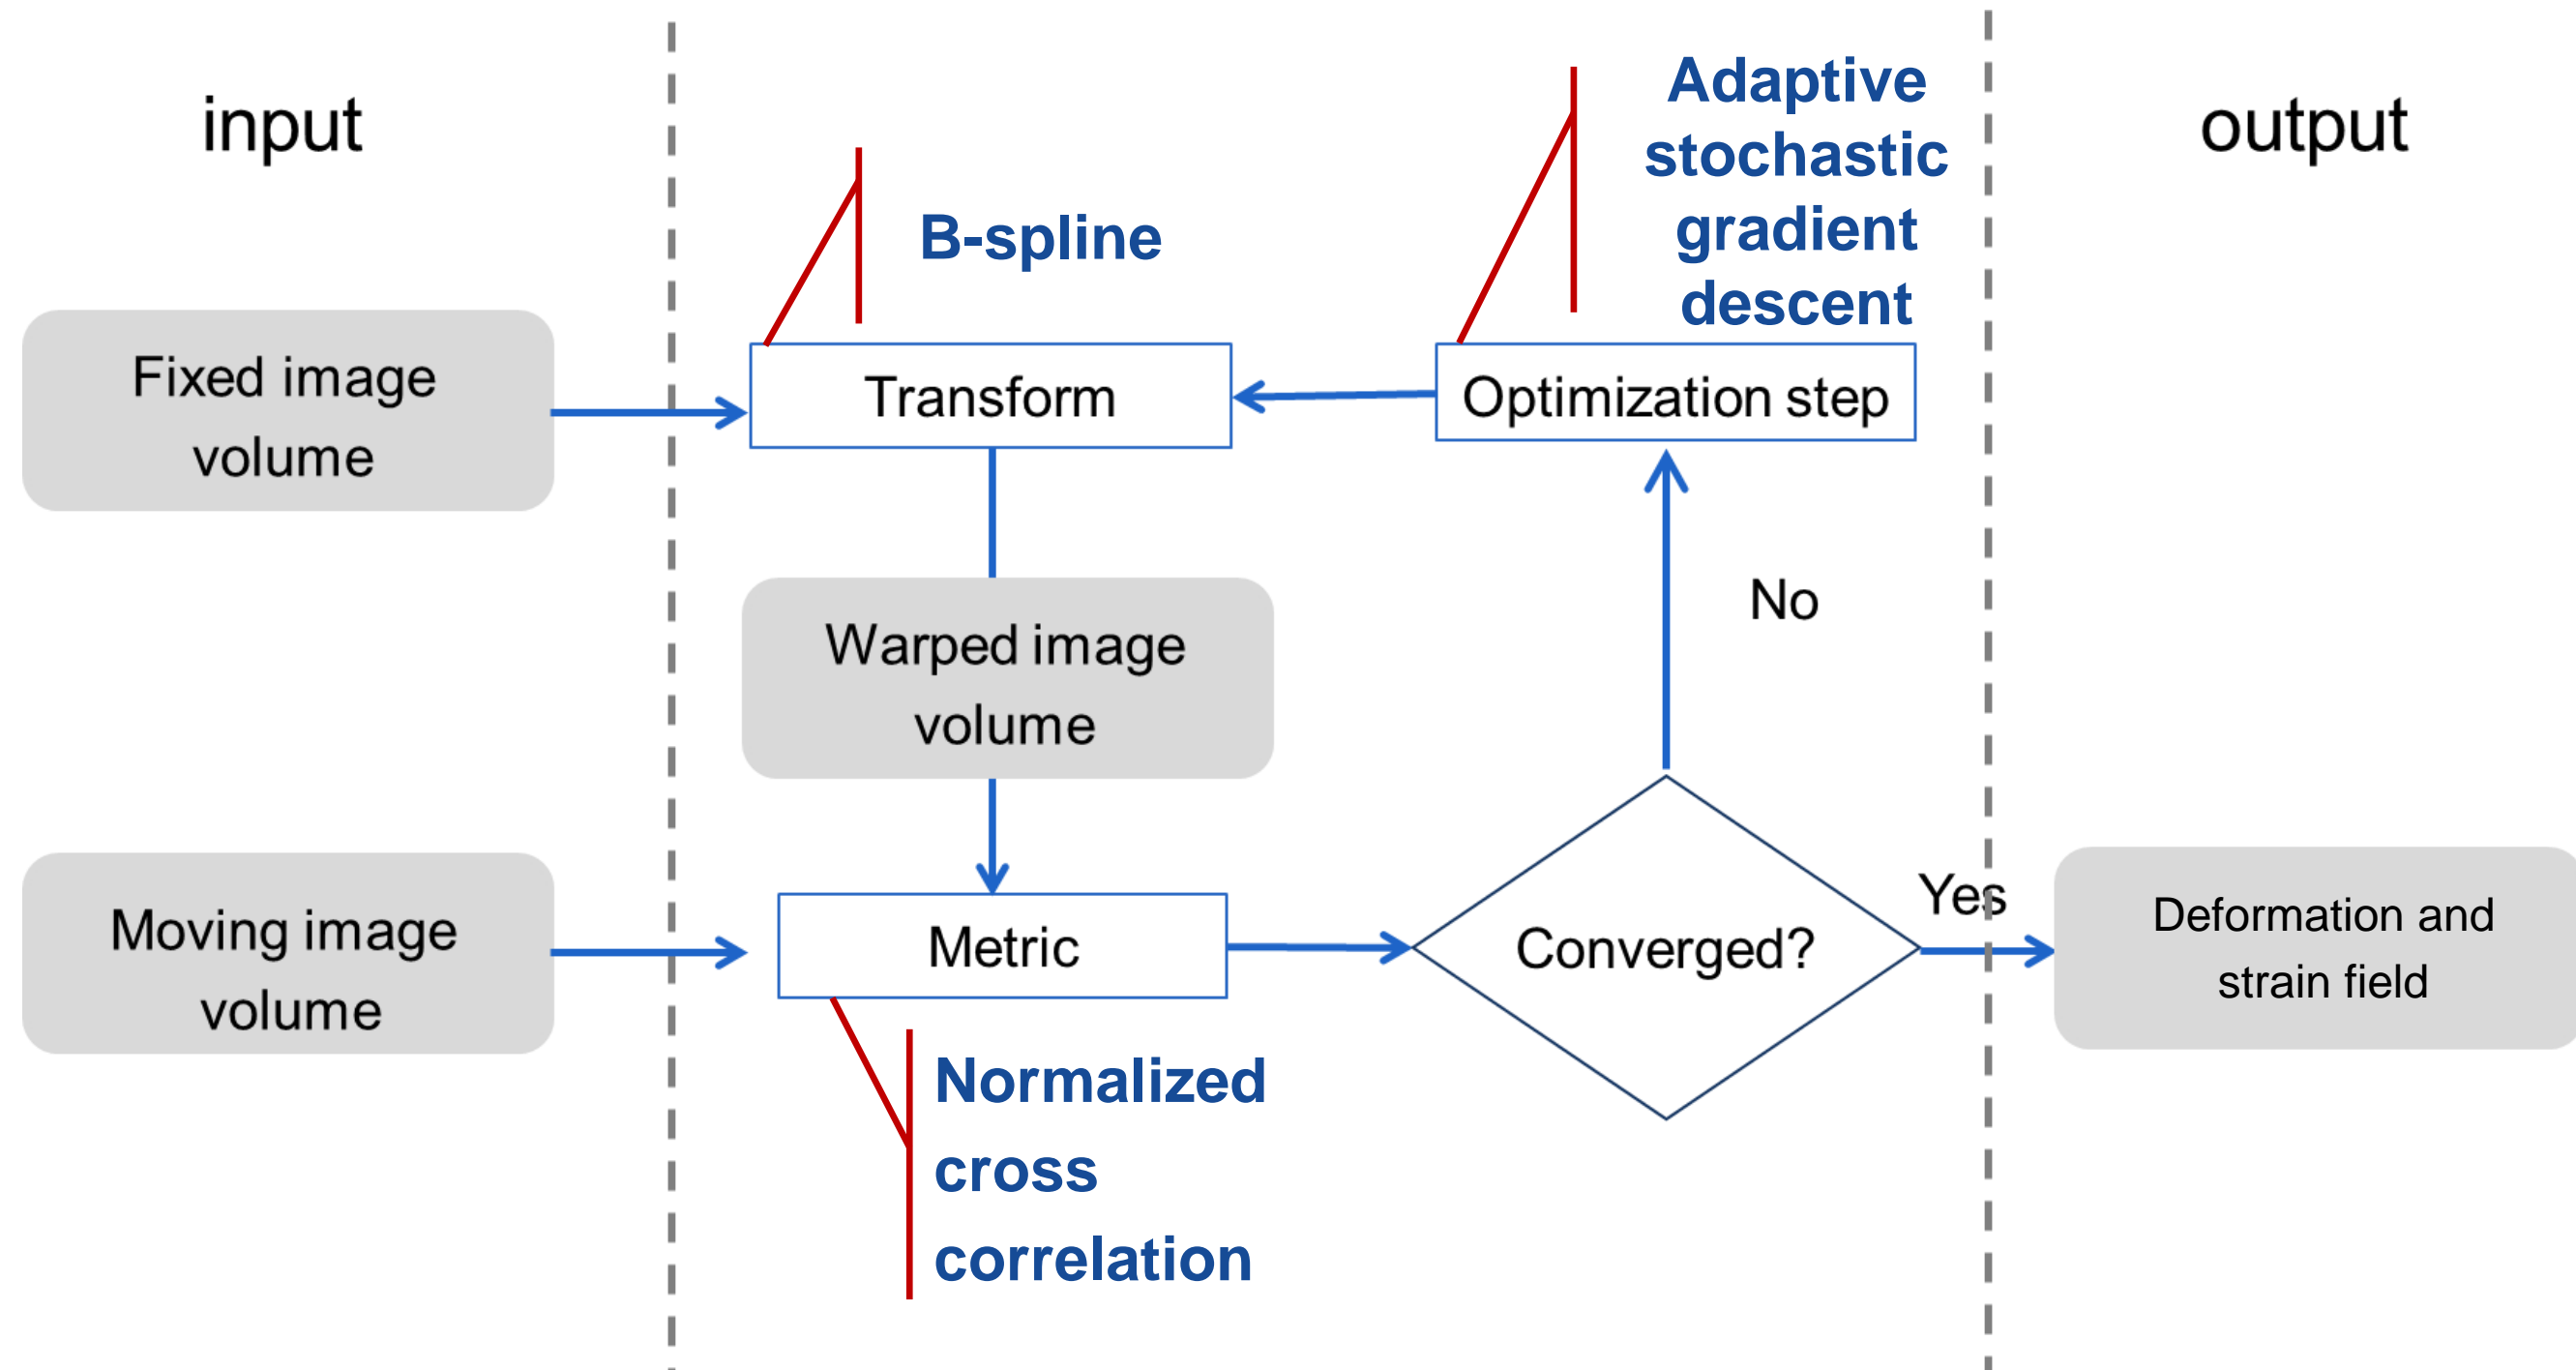 input
Adaptive
stochastic
gradient
descent
output
B-spline
Fixed image
volume
Transform
Optimization step
Warped image
volume
No
Moving image
volume
Metric
Converged?
Yes
Deformation and
strain field
Normalized
cross
correlation